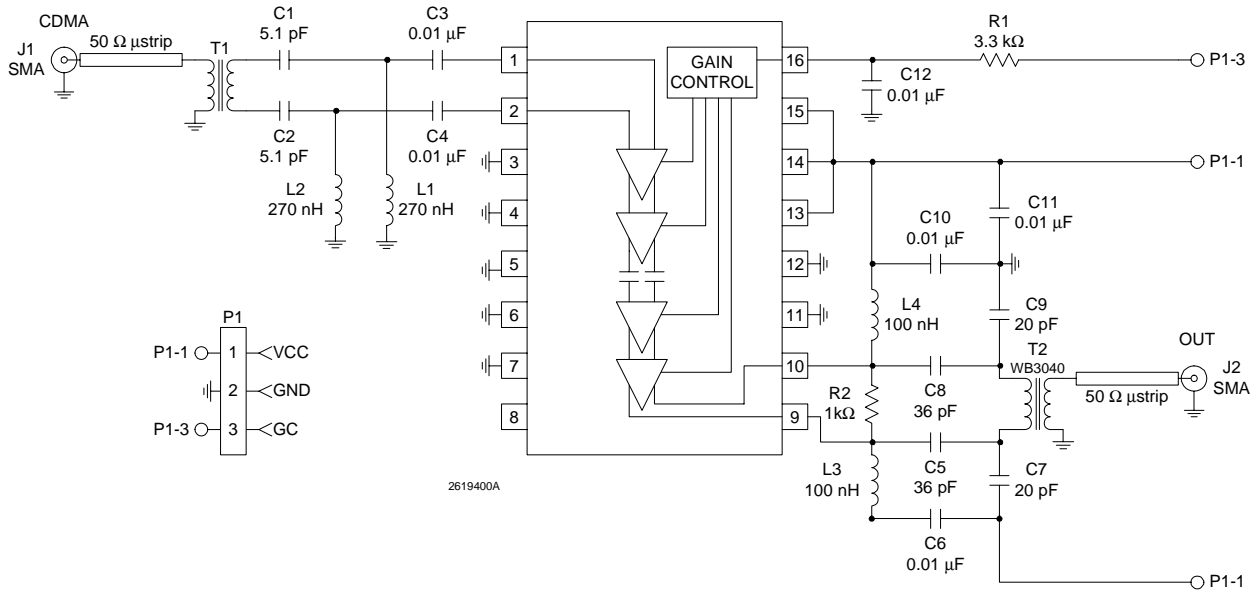 CDMA
J1
SMA
50 Ω µstrip
T1
C1
5.1 pF
C3
0.01 µF
C2
5.1 pF
C4
0.01 µF
L2
270 nH
L1
270 nH
1
2
3
4
5
6
7
8
GAIN
CONTROL
16
15
14
13
12
11
10
9
R1
3.3 kΩ
P1-3
C12
0.01 µF
P1-1
C11
0.01 µF
C10
0.01 µF
L4
100 nH
C9
20 pF
T2
WB3040
OUT
J2
SMA
50 Ω µstrip
C8
36 pF
R2
1kΩ
C5
36 pF
L3
100 nH
C7
20 pF
C6
0.01 µF
P1-1
P1
P1-1 1 VCC
2 GND
P1-3 3 GC
2619400A